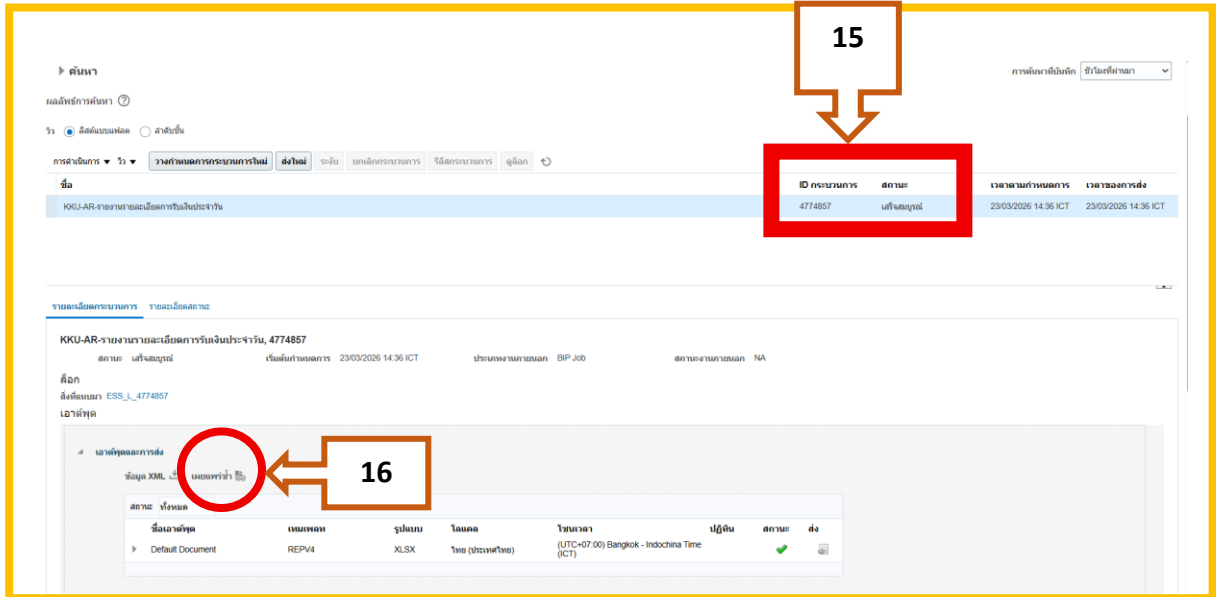 15
ค้นหา
การค้นหาที่บันทึก ชั่วโมงที่ผ่านมา
ผลลัพธ์การค้นหา ?
วิว ลิสต์แบบแฟลต ลำดับชั้น
การดำเนินการ วิว วางกำหนดการกระบวนการใหม่ ส่งใหม่ ระงับ ยกเลิกกระบวนการ รีลีสกระบวนการ ดูล็อก
ชื่อ ID กระบวนการ สถานะ เวลาตามกำหนดการ เวลาของการส่ง
KKU-AR-รายงานรายละเอียดการรับเงินประจำวัน 4774857 เสร็จสมบูรณ์ 23/03/2026 14:36 ICT 23/03/2026 14:36 ICT
รายละเอียดกระบวนการ รายละเอียดสถานะ
KKU-AR-รายงานรายละเอียดการรับเงินประจำวัน, 4774857
สถานะ เสร็จสมบูรณ์ เริ่มต้นกำหนดการ 23/03/2026 14:36 ICT ประเภทงานภายนอก BIP Job สถานะงานภายนอก NA
ล็อก
สิ่งที่แนบมา ESS_L_4774857
เอาต์พุต
เอาต์พุตและการส่ง
ข้อมูล XML เผยแพร่ซ้ำ
16
สถานะ ทั้งหมด
ชื่อเอาต์พุต เทมเพลท รูปแบบ โลแคล โซนเวลา ปฏิทิน สถานะ ส่ง
Default Document REPV4 XLSX ไทย (ประเทศไทย) (UTC+07:00) Bangkok - Indochina Time
(ICT)